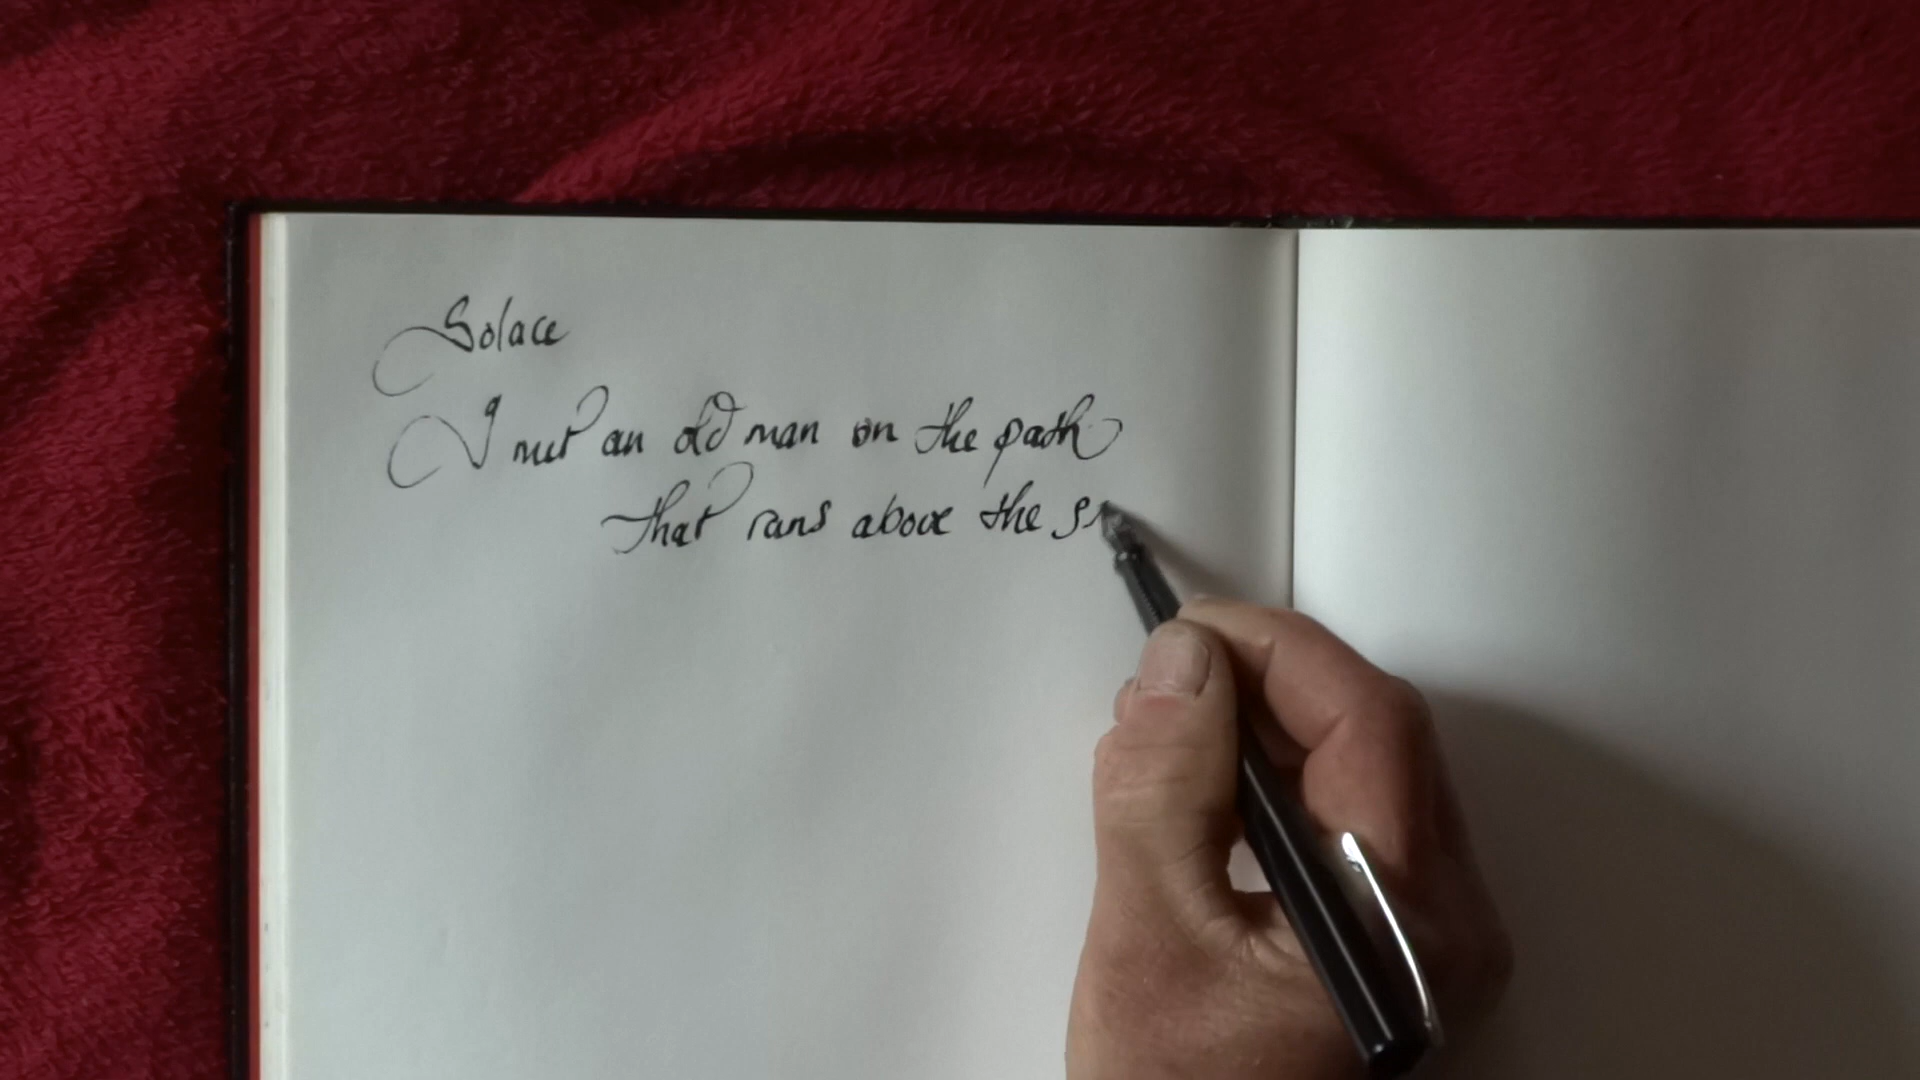 Solace
I met an old man on the path
that runs above the